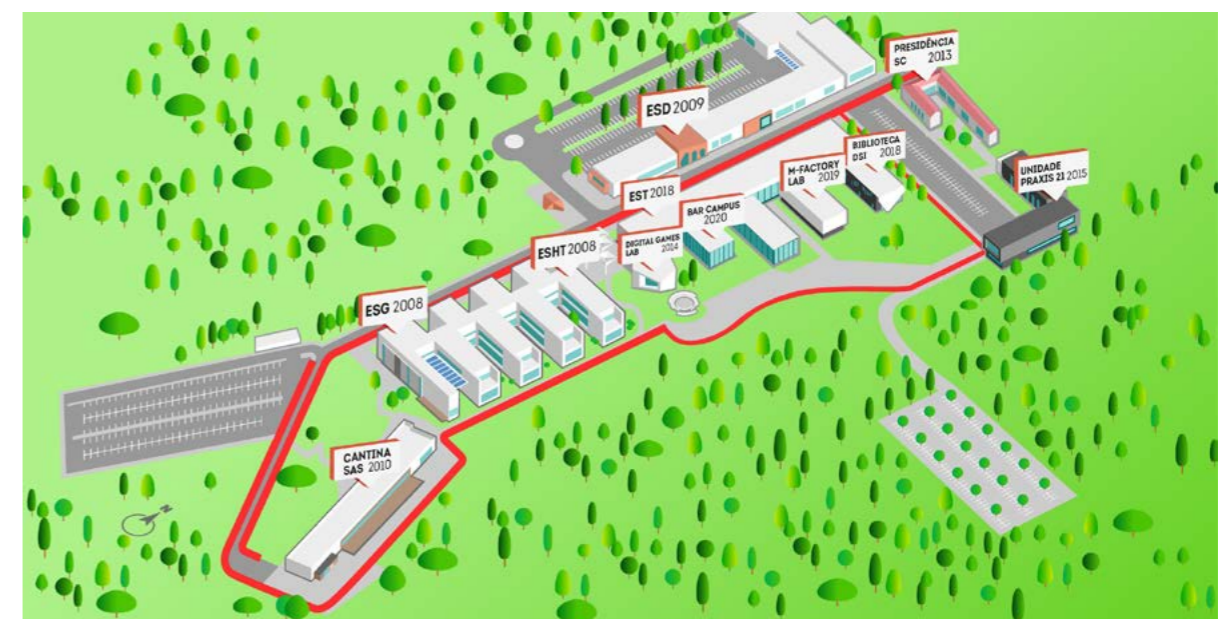 PRESIDÊNCIA
SC 2013
ESD 2009
BIBLIOTECA
DSI 2018
M-FACTORY
LAB 2019
UNIDADE
PRAXIS 21 2015
EST 2018
BAR CAMPUS
2020
DIGITAL GAMES
LAB 2014
ESHT 2008
ESG 2008
CANTINA
SAS 2010
N